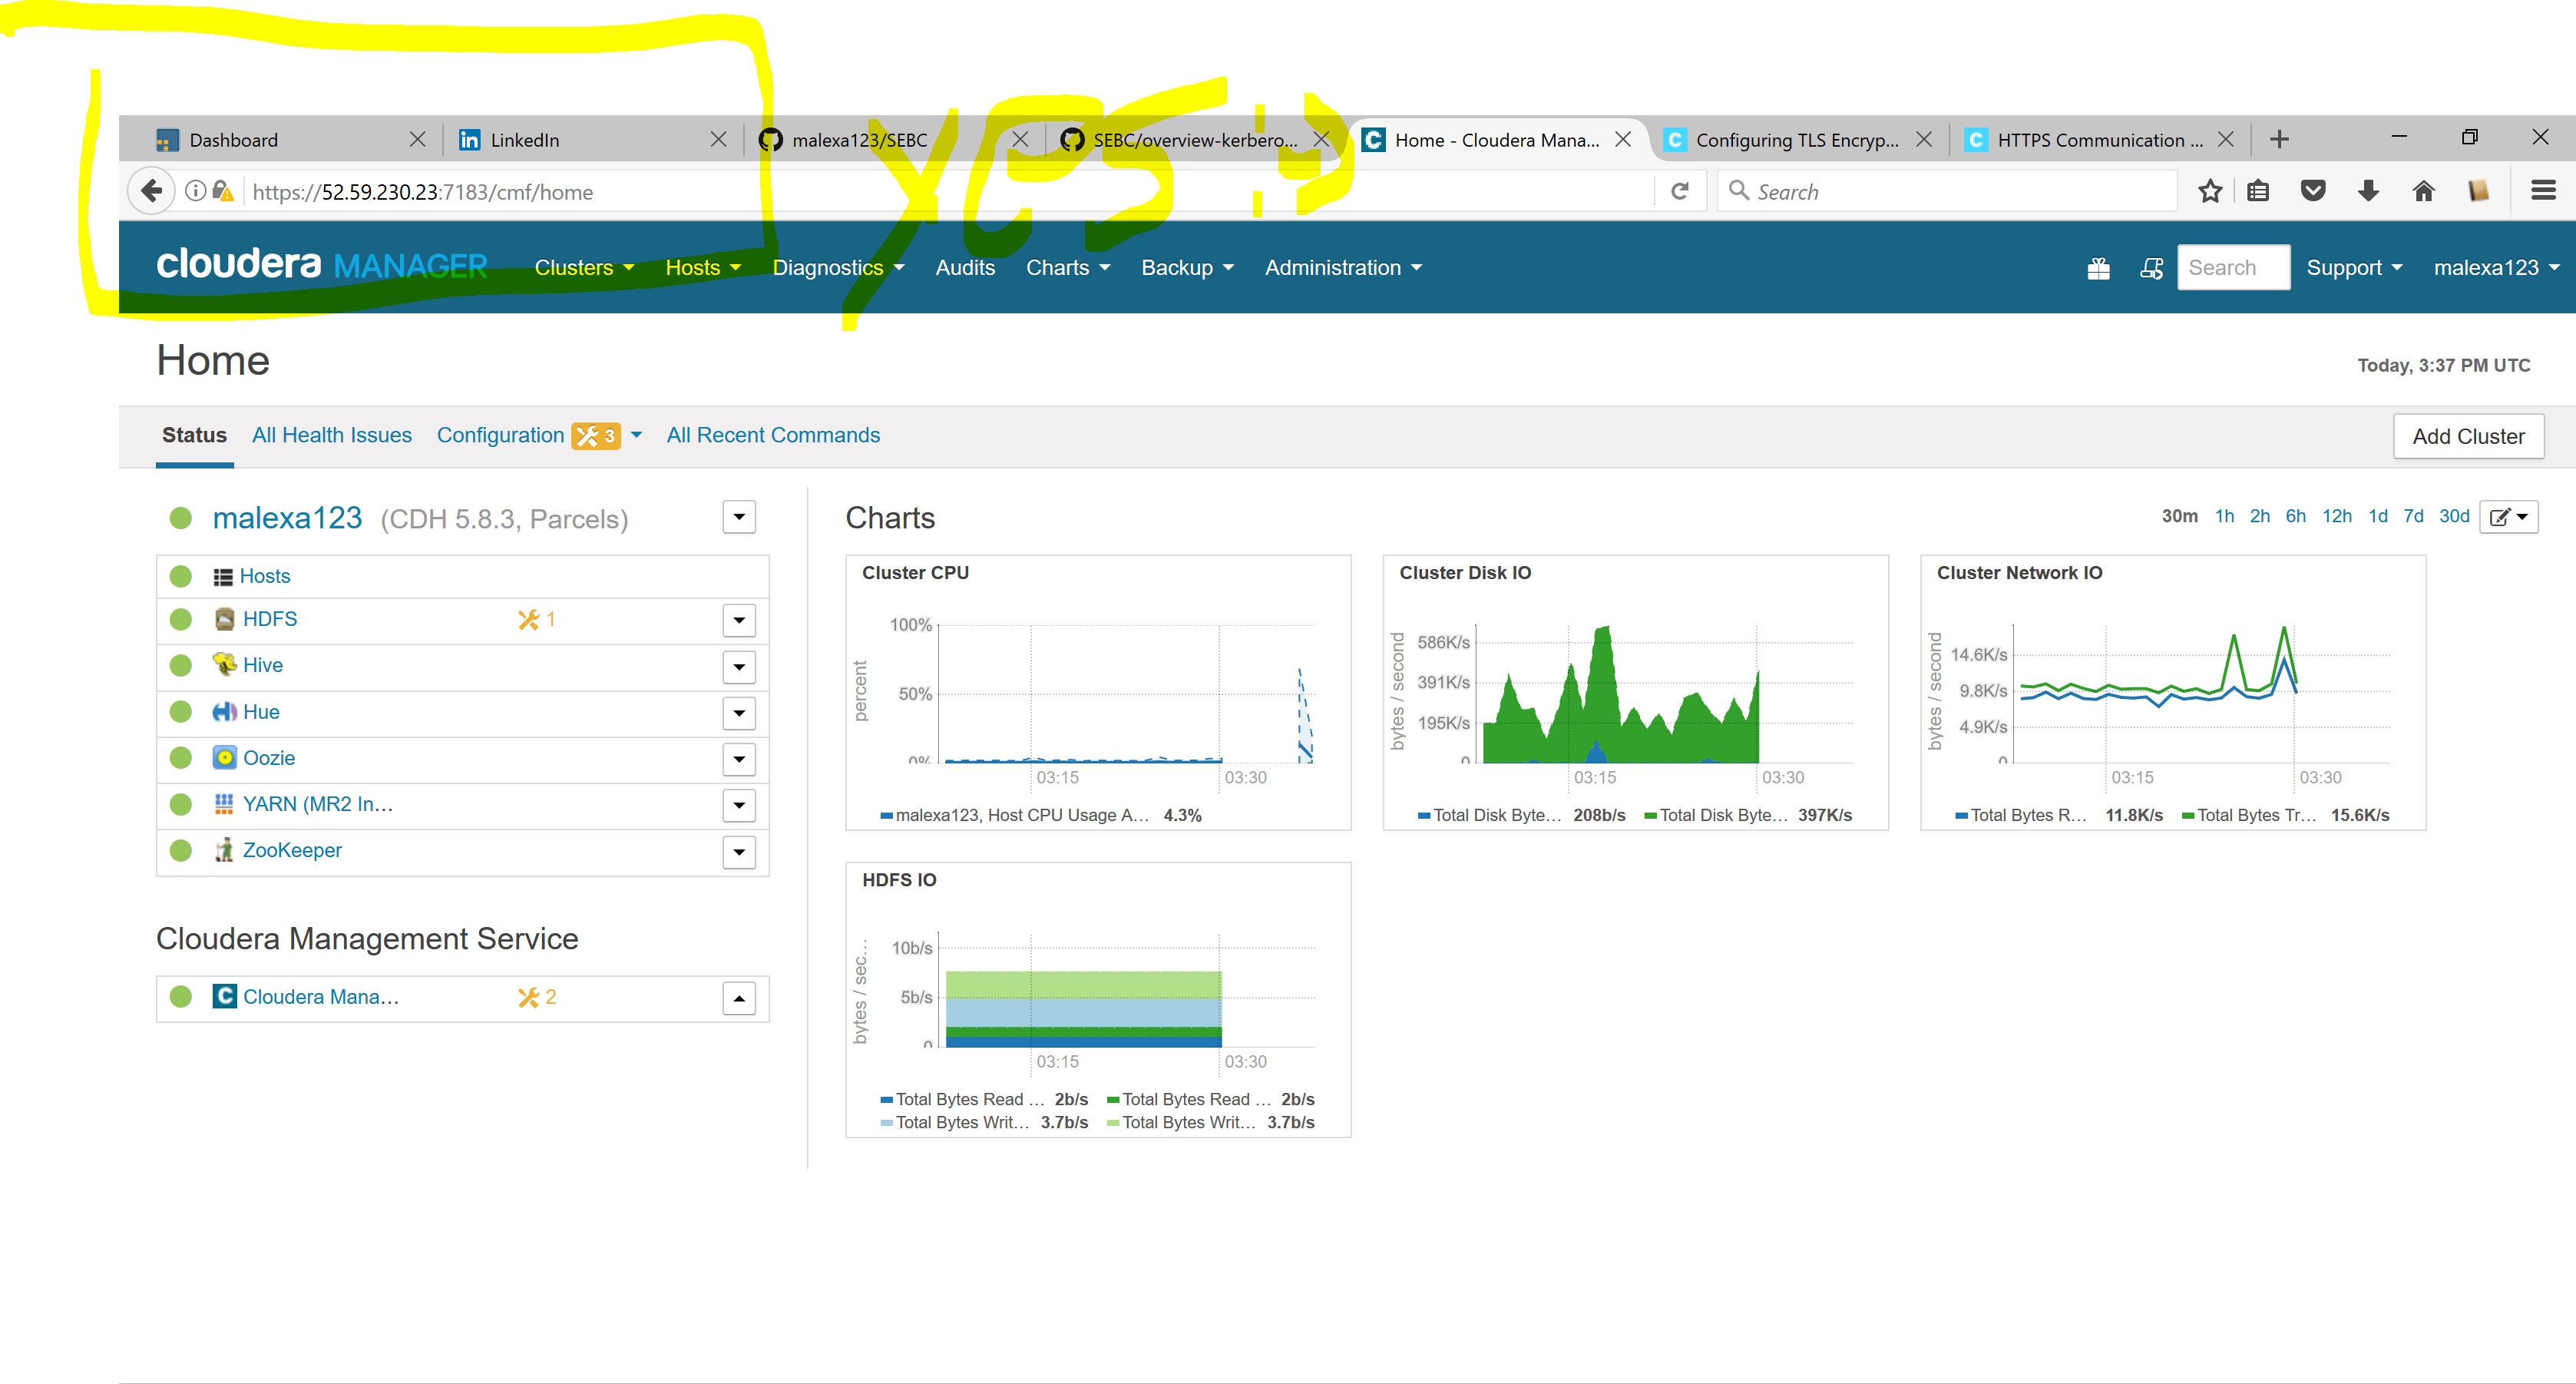 YES :)
Dashboard LinkedIn malexa123/SEBC SEBC/overview-kerbero... Home - Cloudera Mana... Configuring TLS Encryp... HTTPS Communication ...
https://52.59.230.23:7183/cmf/home Search
cloudera MANAGER Clusters Hosts Diagnostics Audits Charts Backup Administration Search Support malexa123
Home
Today, 3:37 PM UTC
Status All Health Issues Configuration 3 All Recent Commands Add Cluster
malexa123 (CDH 5.8.3, Parcels)
Hosts
HDFS 1
Hive
Hue
Oozie
YARN (MR2 In...
ZooKeeper
Cloudera Management Service
Cloudera Mana... 2
Charts
30m 1h 2h 6h 12h 1d 7d 30d
Cluster CPU
percent
100%
50%
0%
03:15 03:30
malexa123, Host CPU Usage A... 4.3%
Cluster Disk IO
bytes / second
586K/s
391K/s
195K/s
0
03:15 03:30
Total Disk Byte... 208b/s Total Disk Byte... 397K/s
Cluster Network IO
bytes / second
14.6K/s
9.8K/s
4.9K/s
0
03:15 03:30
Total Bytes R... 11.8K/s Total Bytes Tr... 15.6K/s
HDFS IO
bytes / sec...
10b/s
5b/s
0
03:15 03:30
Total Bytes Read ... 2b/s Total Bytes Read ... 2b/s
Total Bytes Writ... 3.7b/s Total Bytes Writ... 3.7b/s